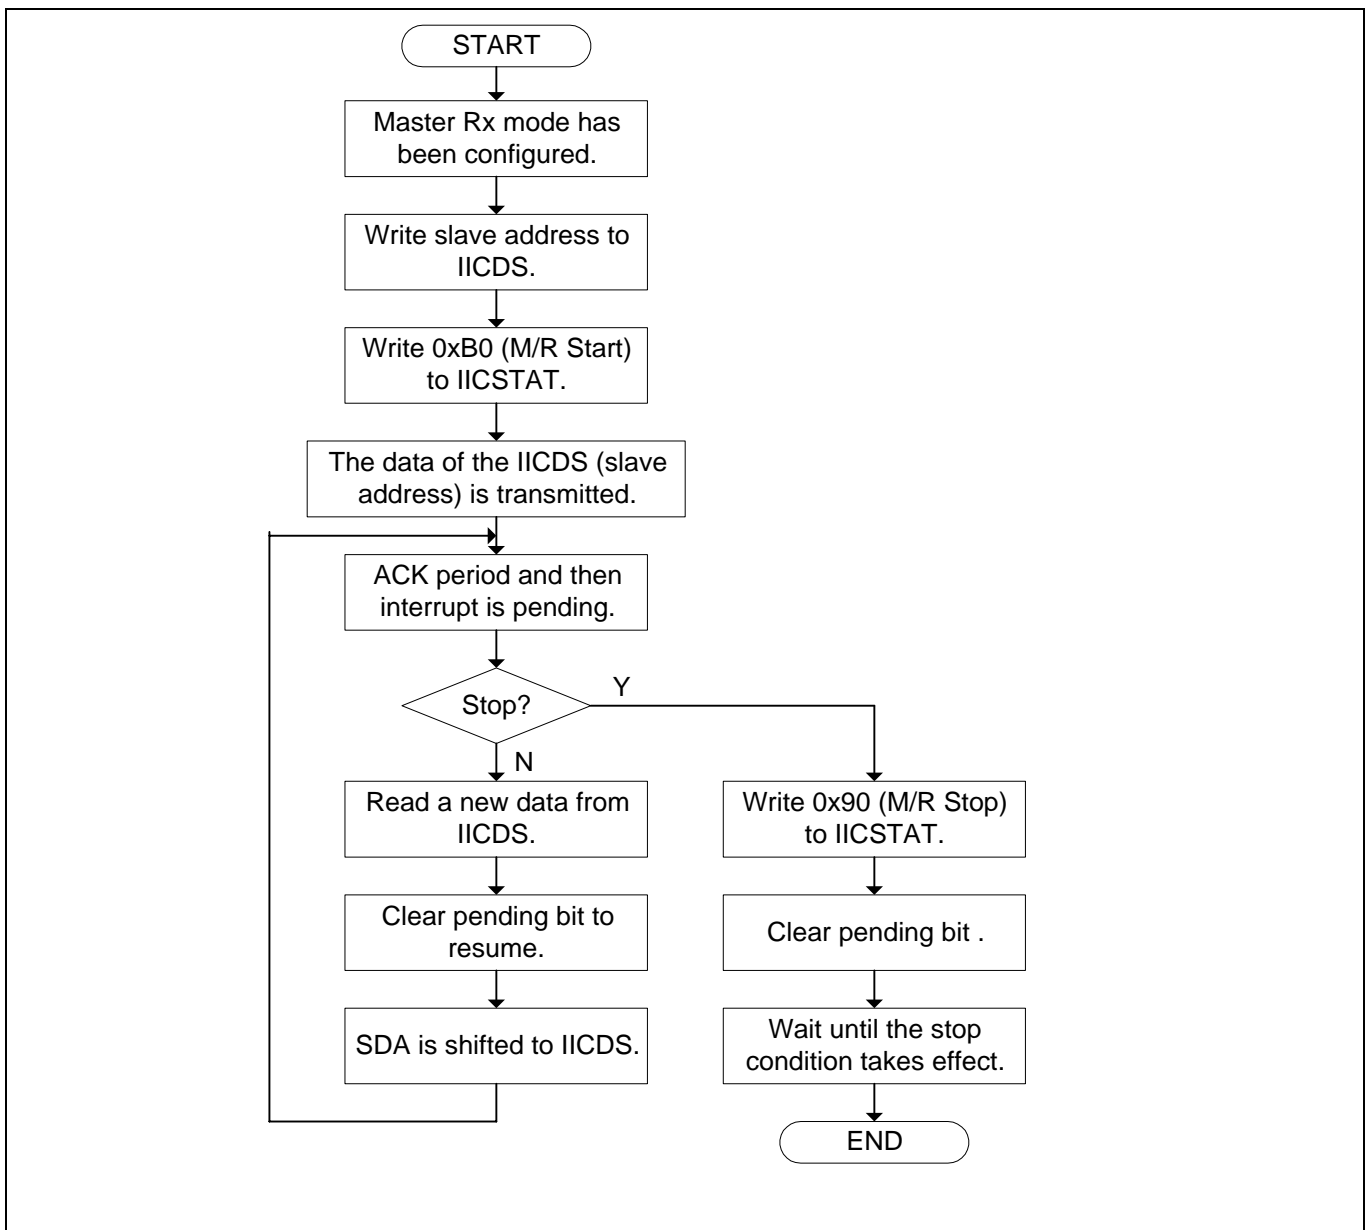 START
Master Rx mode has
been configured.
Write slave address to
IICDS.
Write 0xB0 (M/R Start)
to IICSTAT.
The data of the IICDS (slave
address) is transmitted.
ACK period and then
interrupt is pending.
Stop?
Y
N
Read a new data from
IICDS.
Clear pending bit to
resume.
SDA is shifted to IICDS.
Write 0x90 (M/R Stop)
to IICSTAT.
Clear pending bit .
Wait until the stop
condition takes effect.
END